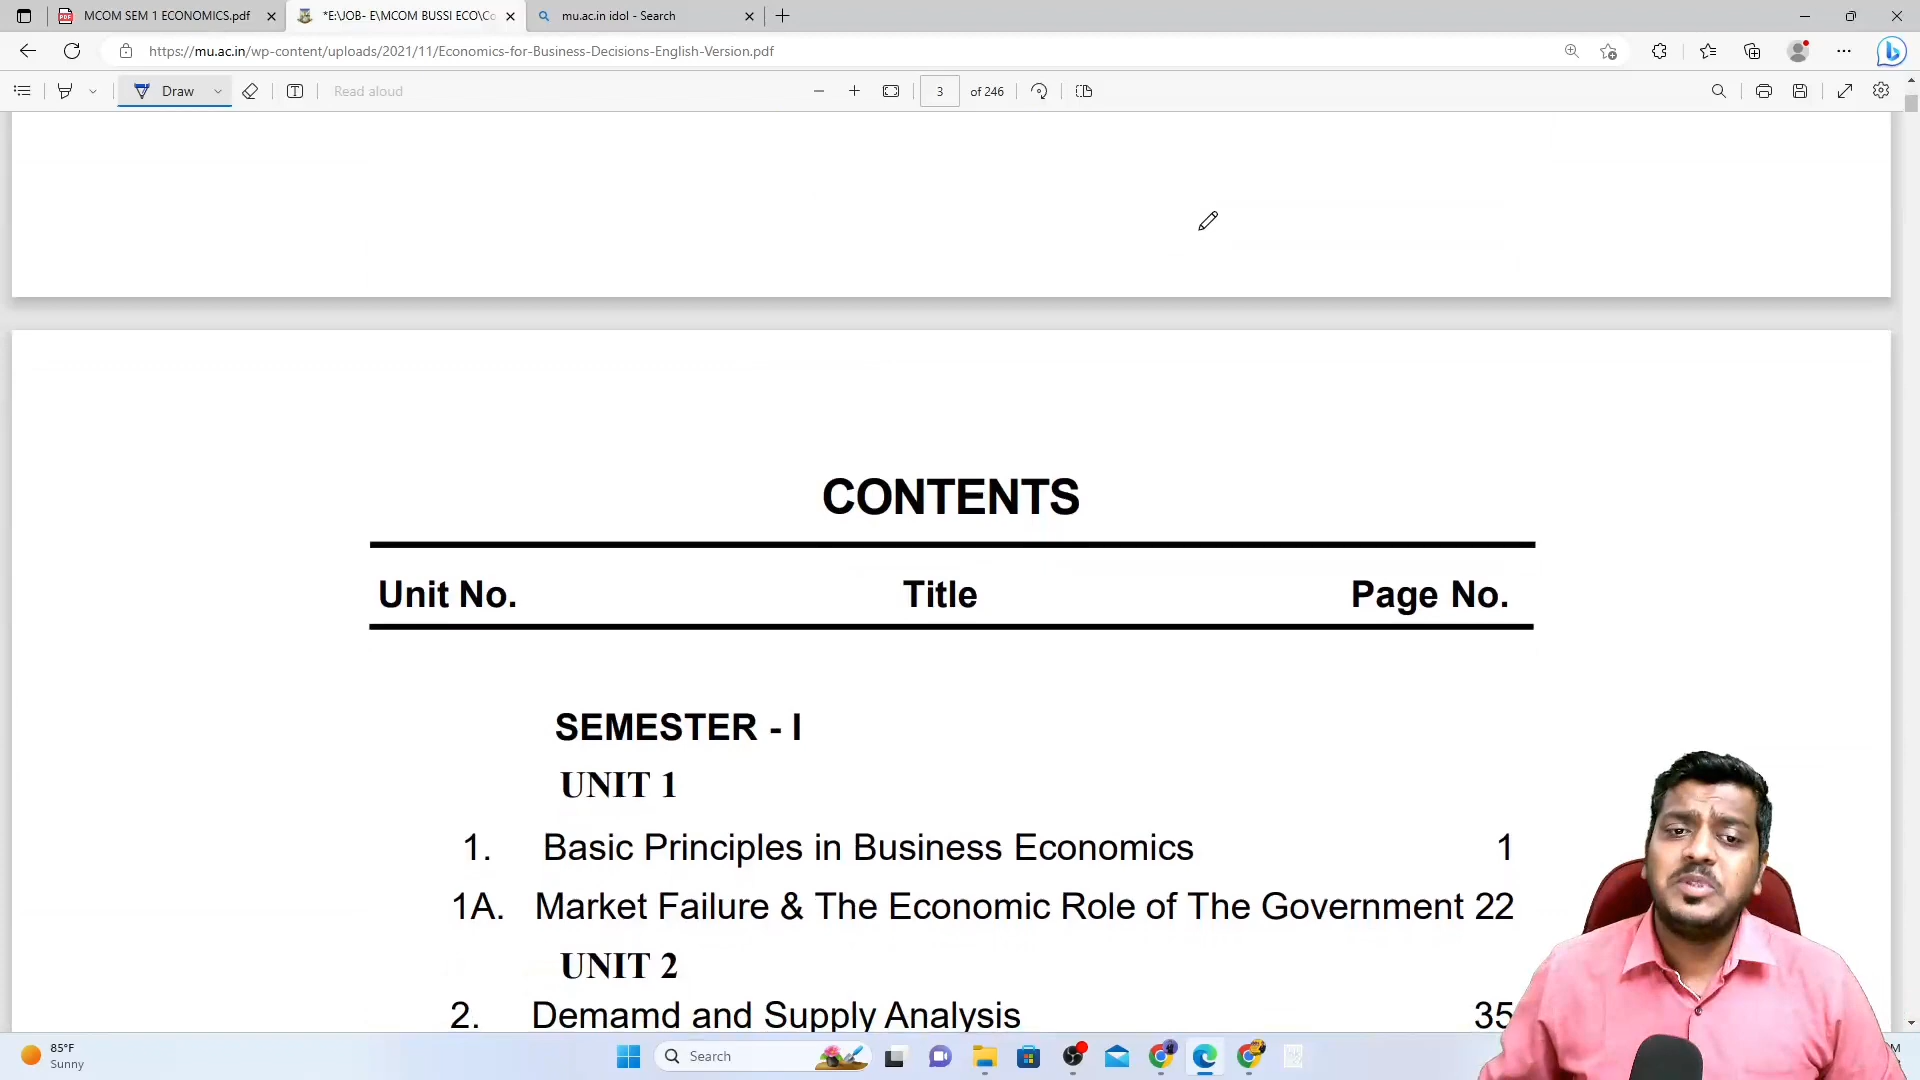 MCOM SEM 1 ECONOMICS.pdf
*E:\JOB- E\MCOM BUSSI ECO\Co
mu.ac.in idol - Search
https://mu.ac.in/wp-content/uploads/2021/11/Economics-for-Business-Decisions-English-Version.pdf
Draw
Read aloud
3 of 246
CONTENTS
Unit No. Title Page No.
SEMESTER - I
UNIT 1
1. Basic Principles in Business Economics 1
1A. Market Failure & The Economic Role of The Government 22
UNIT 2
2. Demamd and Supply Analysis 35
85°F
Sunny
Search